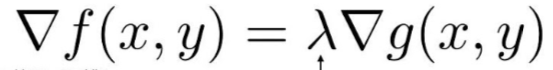 ∇f(x, y) = λ∇g(x, y)